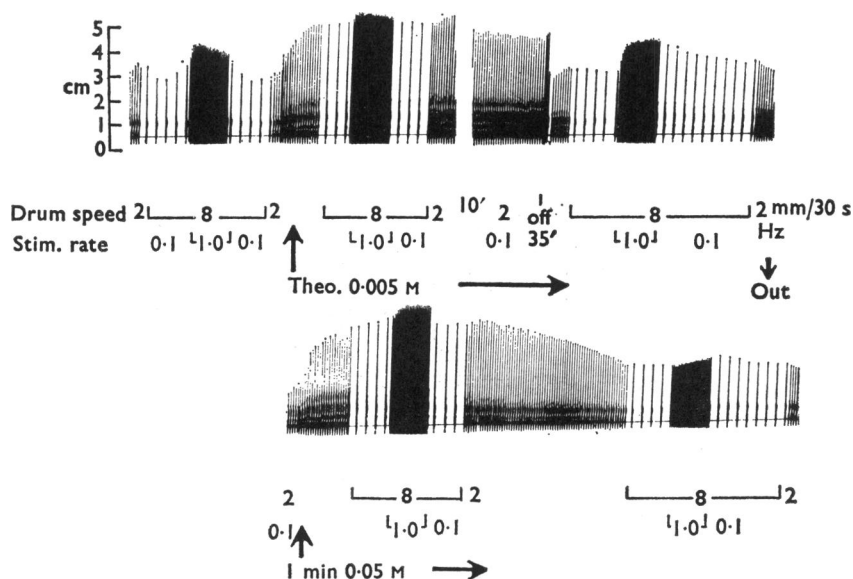 5
4
3
cm
2
1
0
Drum speed 2 8 2 8 2 10′ 2 off 8 2 mm/30 s
Stim. rate 0·1 1·0 0·1 1·0 0·1 0·1 35′ 1·0 0·1 Hz
Theo. 0·005 M
Out
2 8 2 8 2
0·1 1·0 0·1 1·0 0·1
1 min 0·05 M